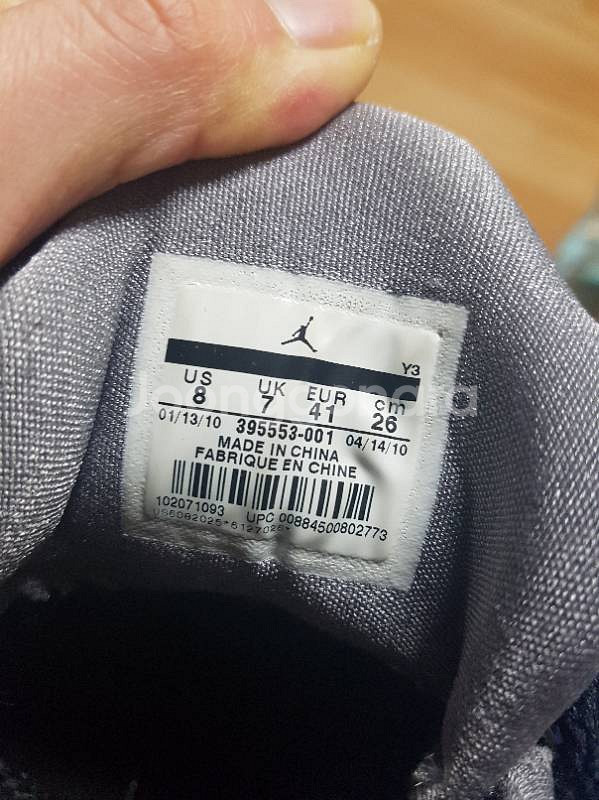 Y3
US UK EUR cm
8 7 41 26
01/13/10 395553-001 04/14/10
MADE IN CHINA
FABRIQUE EN CHINE
102071093 UPC 00884500802773
Joongonara